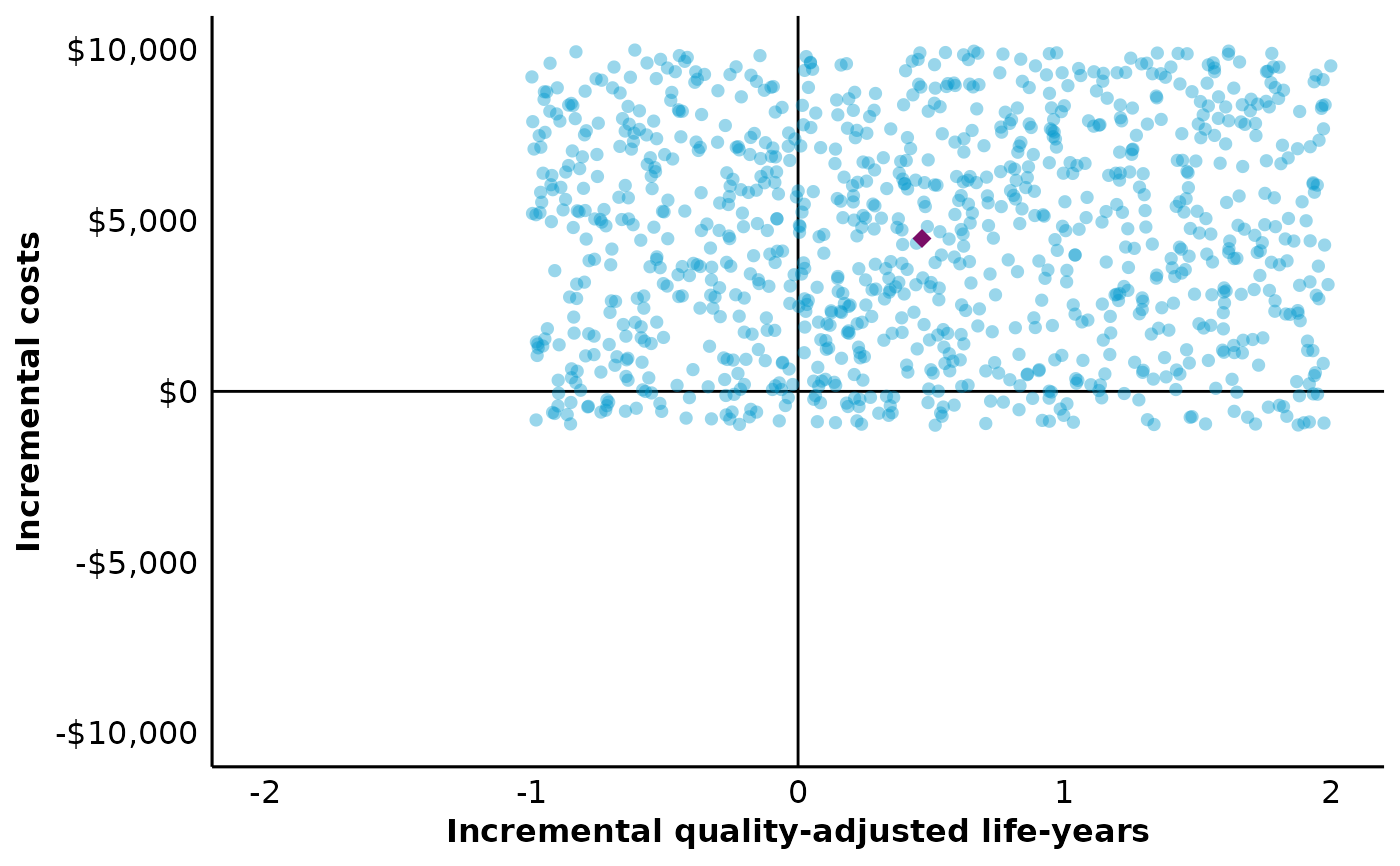 $10,000
$5,000
$0
-$5,000
-$10,000
Incremental costs
-2 -1 0 1 2
Incremental quality-adjusted life-years